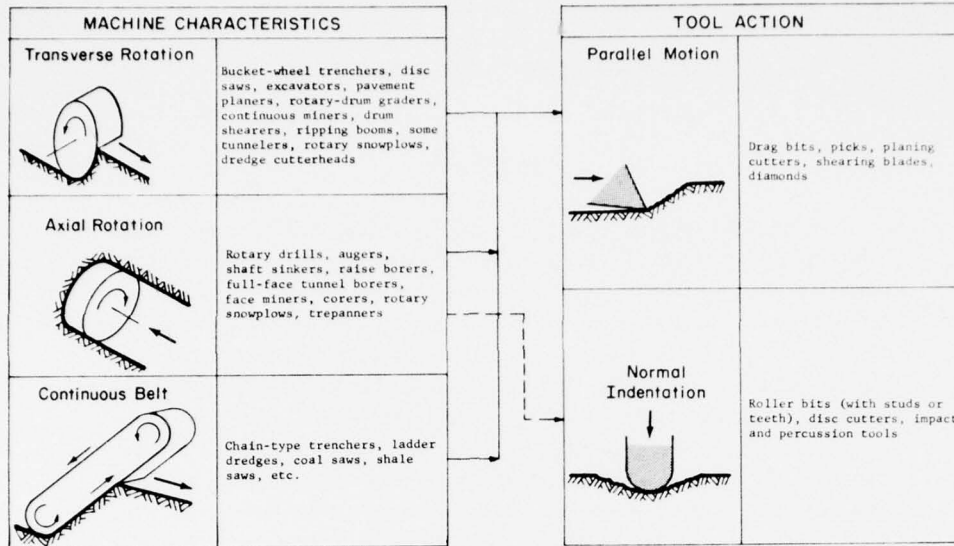 MACHINE CHARACTERISTICS
Transverse Rotation
Bucket-wheel trenchers, disc
saws, excavators, pavement
planers, rotary-drum graders,
continuous miners, drum
shearers, ripping booms, some
tunnelers, rotary snowplows,
dredge cutterheads
Axial Rotation
Rotary drills, augers,
shaft sinkers, raise borers,
full-face tunnel borers,
face miners, corers, rotary
snowplows, trepanners
Continuous Belt
Chain-type trenchers, ladder
dredges, coal saws, shale
saws, etc.
TOOL ACTION
Parallel Motion
Drag bits, picks, planing
cutters, shearing blades,
diamonds
Normal
Indentation
Roller bits (with studs or
teeth), disc cutters, impact
and percussion tools